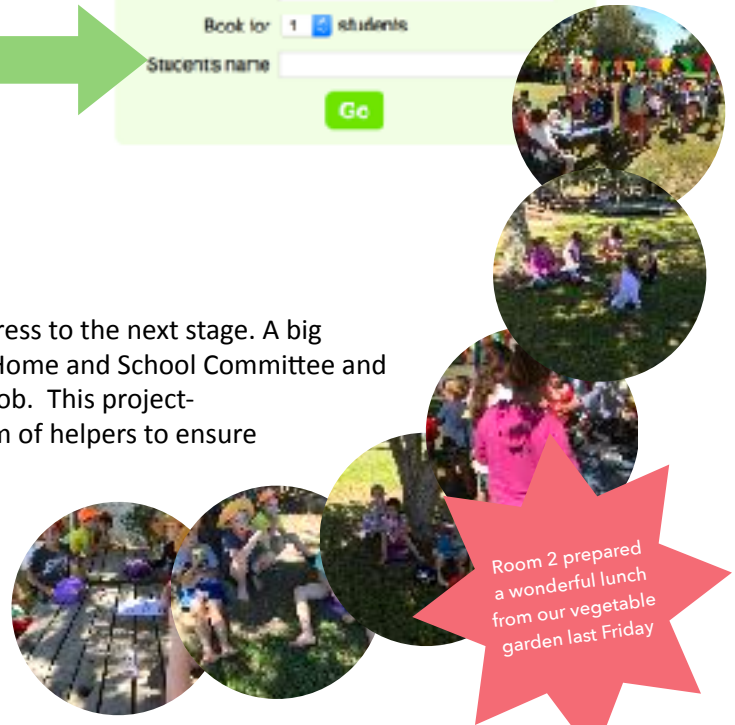 Book for 1 students
Students name
Go
ress to the next stage. A big
Home and School Committee and
ob. This project-
n of helpers to ensure
Room 2 prepared
a wonderful lunch
from our vegetable
garden last Friday